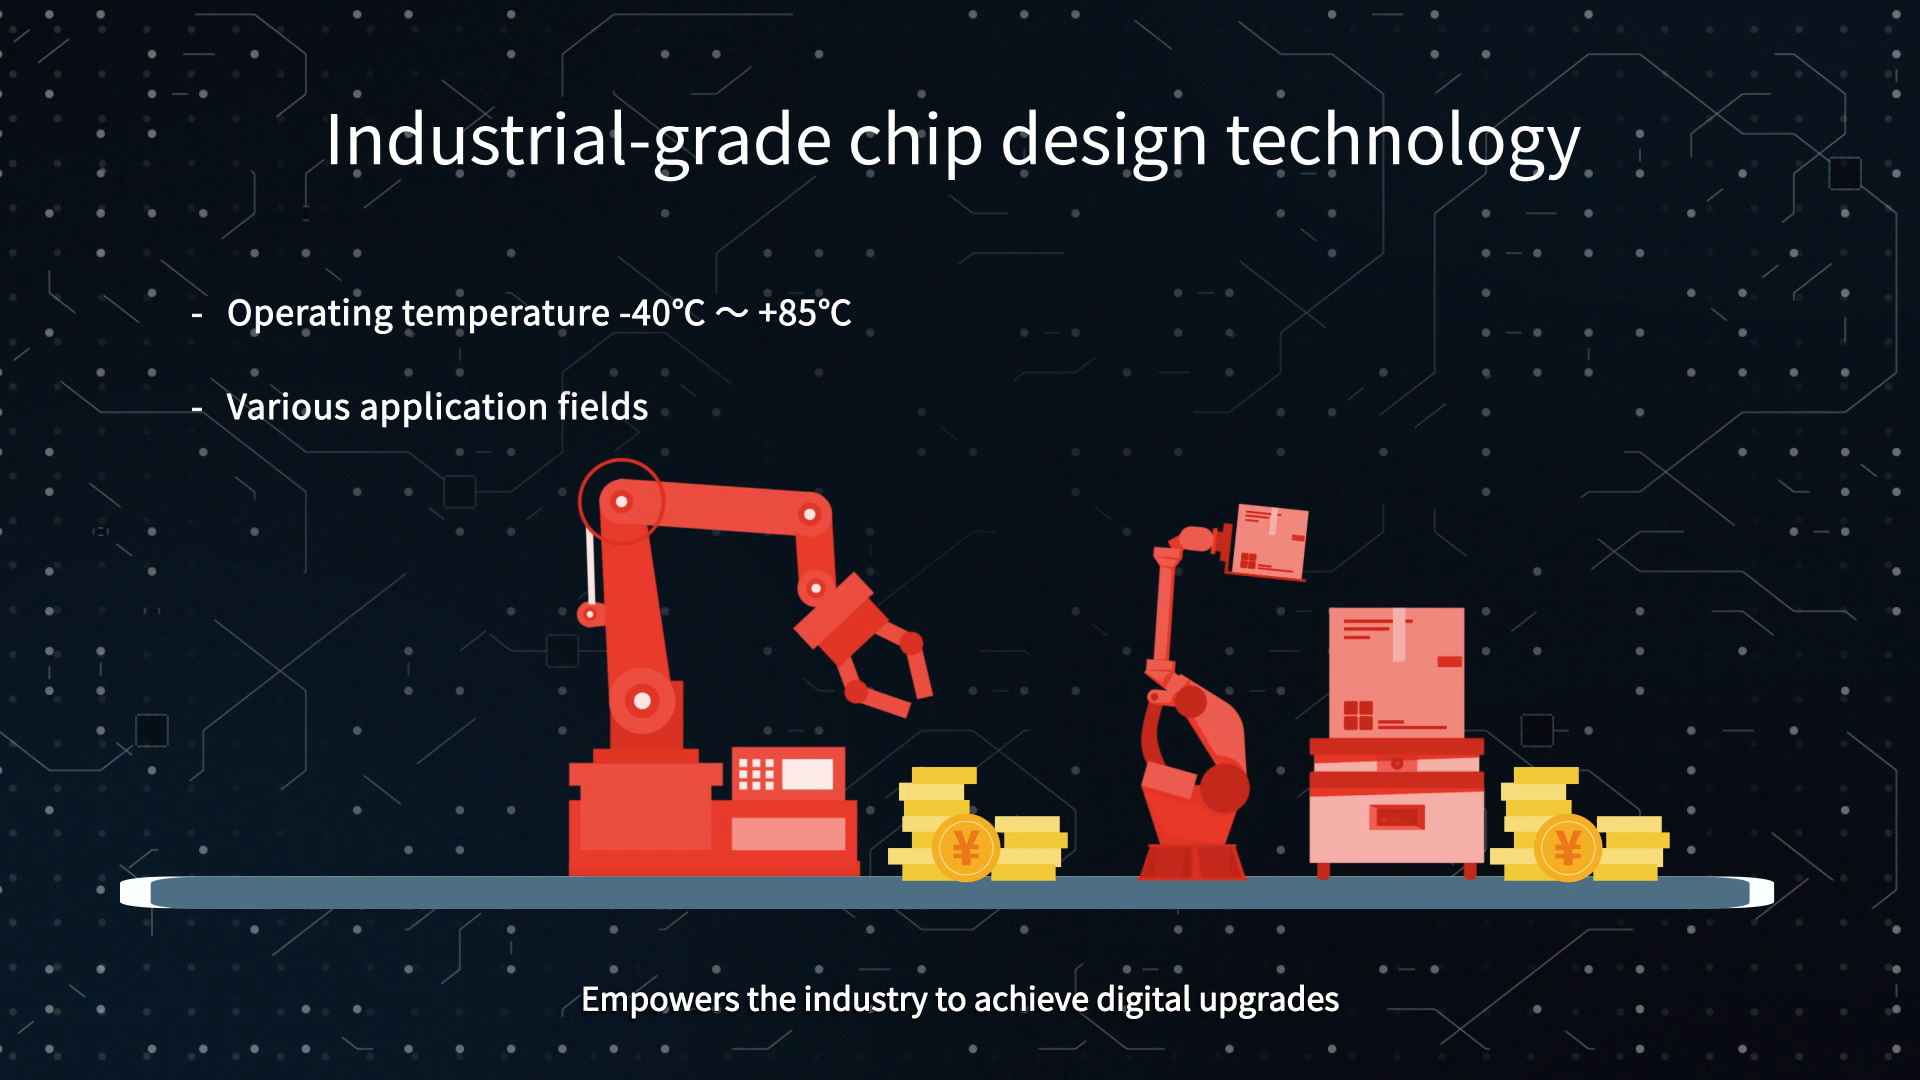 Industrial-grade chip design technology
- Operating temperature -40℃ ～ +85℃
- Various application fields
¥ ¥
Empowers the industry to achieve digital upgrades